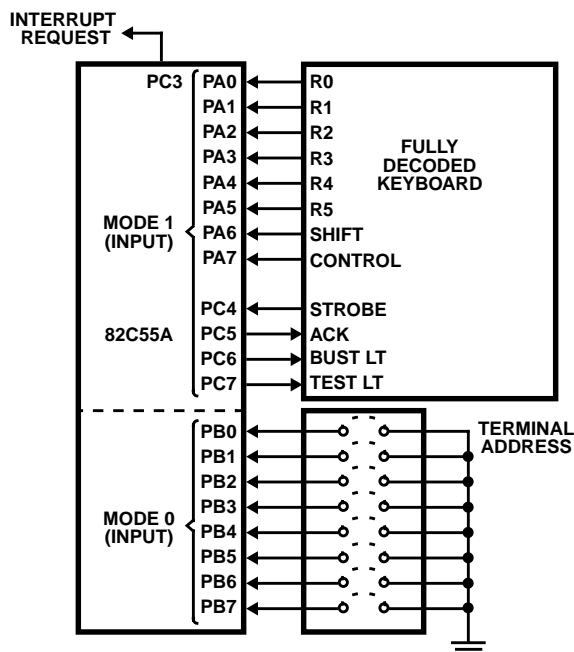 INTERRUPT
REQUEST
PC3 PA0 R0
PA1 R1
PA2 R2
PA3 R3
PA4 R4
PA5 R5
PA6 SHIFT
PA7 CONTROL
FULLY
DECODED
KEYBOARD
MODE 1
(INPUT)
PC4 STROBE
82C55A PC5 ACK
PC6 BUST LT
PC7 TEST LT
PB0
PB1
PB2
PB3
PB4
PB5
PB6
PB7
MODE 0
(INPUT)
TERMINAL
ADDRESS